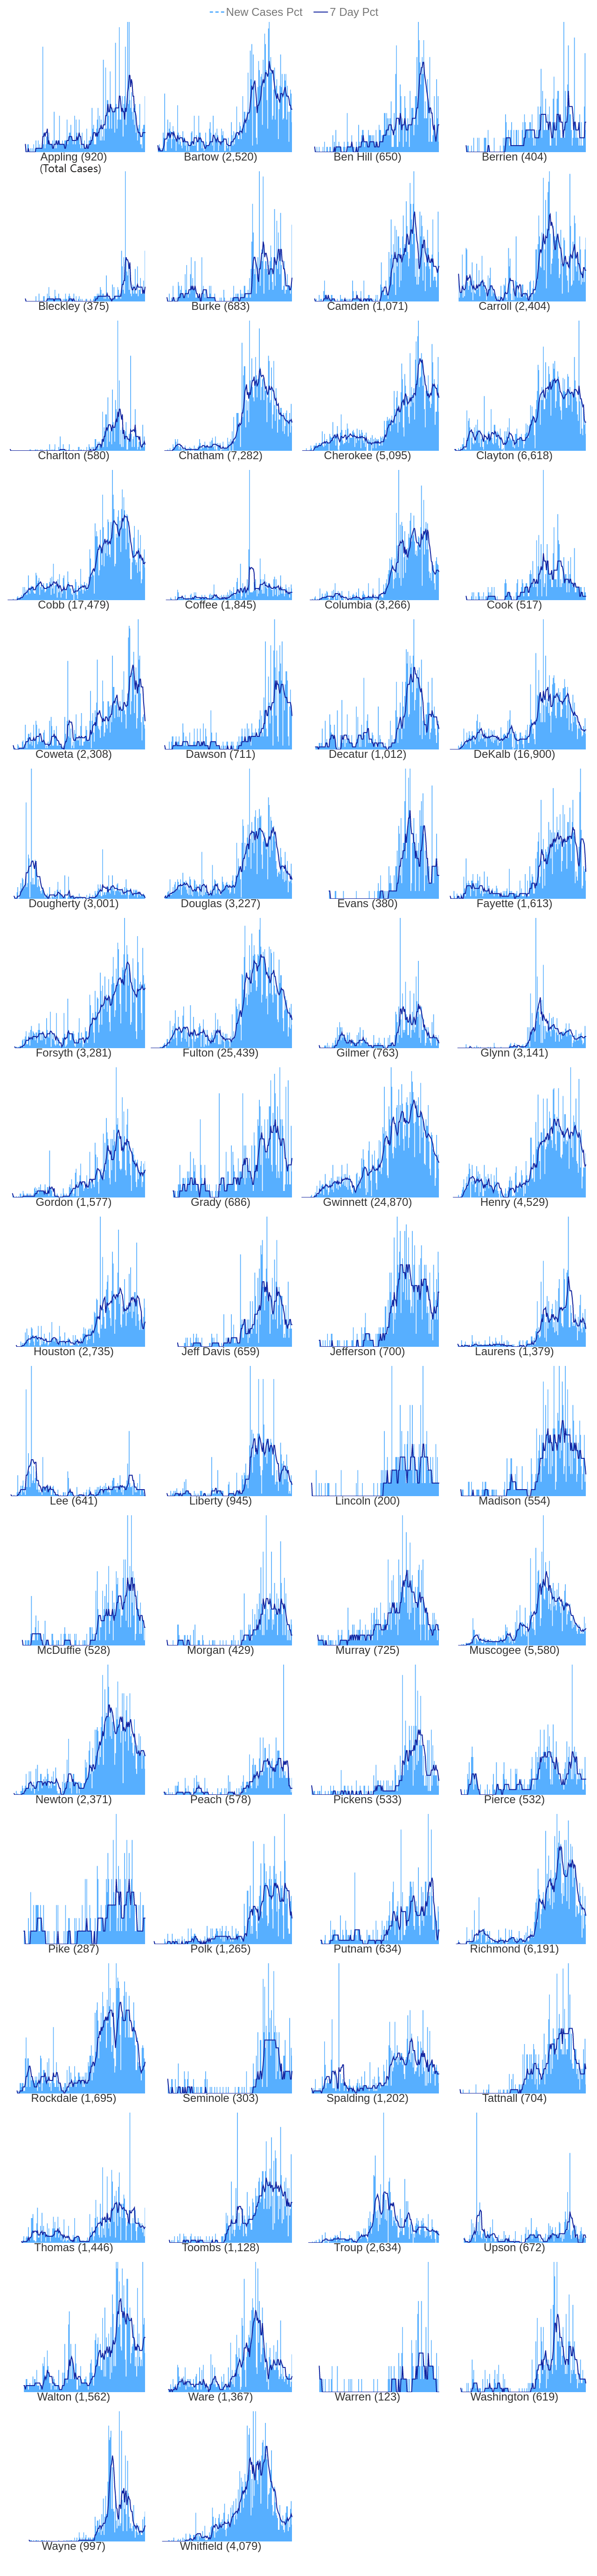 New Cases Pct 7 Day Pct
Appling (920) Bartow (2,520) Ben Hill (650) Berrien (404)
(Total Cases)
Bleckley (375) Burke (683) Camden (1,071) Carroll (2,404)
Charlton (580) Chatham (7,282) Cherokee (5,095) Clayton (6,618)
Cobb (17,479) Coffee (1,845) Columbia (3,266) Cook (517)
Coweta (2,308) Dawson (711) Decatur (1,012) DeKalb (16,900)
Dougherty (3,001) Douglas (3,227) Evans (380) Fayette (1,613)
Forsyth (3,281) Fulton (25,439) Gilmer (763) Glynn (3,141)
Gordon (1,577) Grady (686) Gwinnett (24,870) Henry (4,529)
Houston (2,735) Jeff Davis (659) Jefferson (700) Laurens (1,379)
Lee (641) Liberty (945) Lincoln (200) Madison (554)
McDuffie (528) Morgan (429) Murray (725) Muscogee (5,580)
Newton (2,371) Peach (578) Pickens (533) Pierce (532)
Pike (287) Polk (1,265) Putnam (634) Richmond (6,191)
Rockdale (1,695) Seminole (303) Spalding (1,202) Tattnall (704)
Thomas (1,446) Toombs (1,128) Troup (2,634) Upson (672)
Walton (1,562) Ware (1,367) Warren (123) Washington (619)
Wayne (997) Whitfield (4,079)